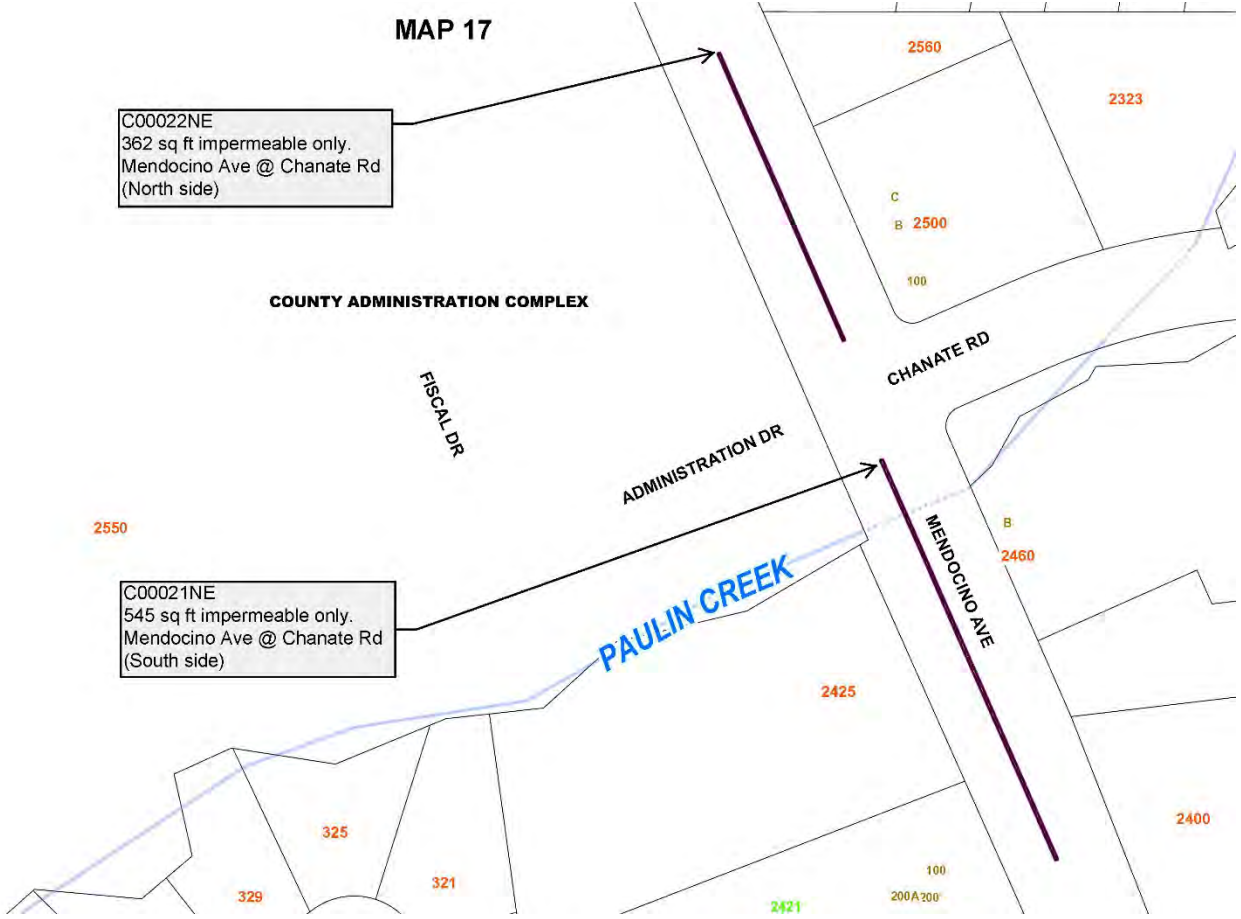 MAP 17
2560
2323
C00022NE
362 sq ft impermeable only.
Mendocino Ave @ Chanate Rd
(North side)
C
B 2500
100
COUNTY ADMINISTRATION COMPLEX
CHANATE RD
FISCAL DR
ADMINISTRATION DR
2550
B
2460
MENDOCINO AVE
C00021NE
545 sq ft impermeable only.
Mendocino Ave @ Chanate Rd
(South side)
PAULIN CREEK
2425
325
2400
321
329
100
200A 200
2421